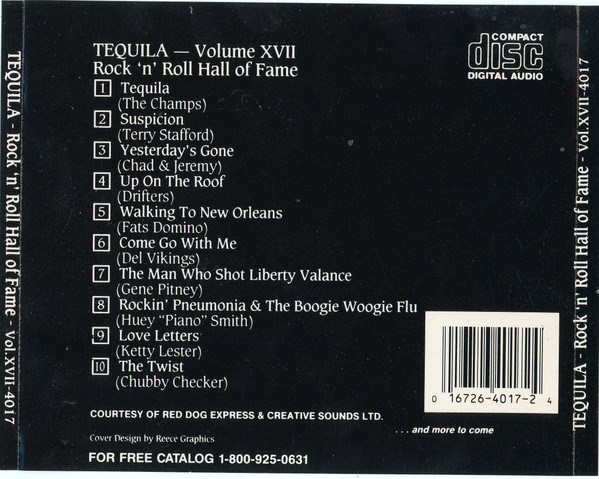 TEQUILA – Rock ‘n’ Roll Hall of Fame – Vol.XVII-4017
TEQUILA — Volume XVII
Rock ‘n’ Roll Hall of Fame
COMPACT
disc
DIGITAL AUDIO
1 Tequila
(The Champs)
2 Suspicion
(Terry Stafford)
3 Yesterday’s Gone
(Chad & Jeremy)
4 Up On The Roof
(Drifters)
5 Walking To New Orleans
(Fats Domino)
6 Come Go With Me
(Del Vikings)
7 The Man Who Shot Liberty Valance
(Gene Pitney)
8 Rockin’ Pneumonia & The Boogie Woogie Flu
(Huey “Piano” Smith)
9 Love Letters
(Ketty Lester)
10 The Twist
(Chubby Checker)
0 16726-4017-2 4
COURTESY OF RED DOG EXPRESS & CREATIVE SOUNDS LTD.
. . . and more to come
Cover Design by Reece Graphics
FOR FREE CATALOG 1-800-925-0631
TEQUILA – Rock ‘n’ Roll Hall of Fame – Vol.XVII-4017